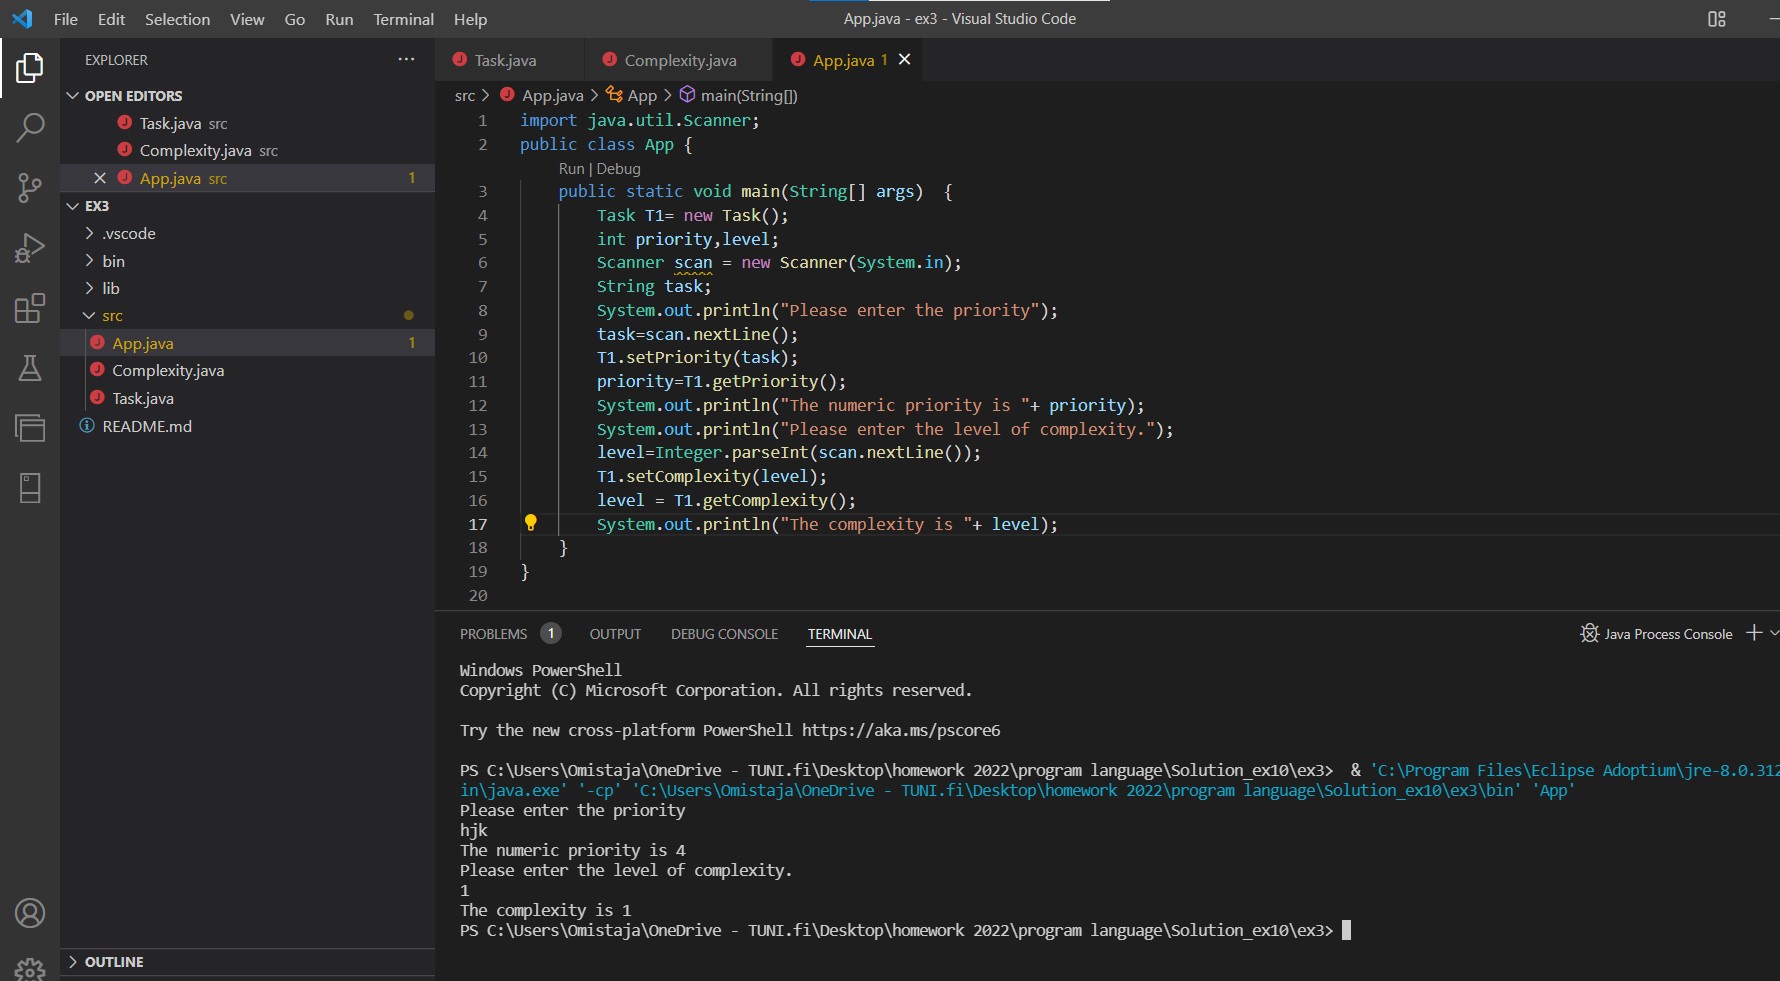 File Edit Selection View Go Run Terminal Help
App.java - ex3 - Visual Studio Code
EXPLORER
OPEN EDITORS
Task.java src
Complexity.java src
App.java src 1
EX3
.vscode
bin
lib
src
App.java 1
Complexity.java
Task.java
README.md
OUTLINE
Task.java Complexity.java App.java 1
src > App.java > App > main(String[])
1 import java.util.Scanner;
2 public class App {
Run | Debug
3 public static void main(String[] args)  {
4 Task T1= new Task();
5 int priority,level;
6 Scanner scan = new Scanner(System.in);
7 String task;
8 System.out.println("Please enter the priority");
9 task=scan.nextLine();
10 T1.setPriority(task);
11 priority=T1.getPriority();
12 System.out.println("The numeric priority is "+ priority);
13 System.out.println("Please enter the level of complexity.");
14 level=Integer.parseInt(scan.nextLine());
15 T1.setComplexity(level);
16 level = T1.getComplexity();
17 System.out.println("The complexity is "+ level);
18 }
19 }
20
PROBLEMS 1 OUTPUT DEBUG CONSOLE TERMINAL
Java Process Console
Windows PowerShell
Copyright (C) Microsoft Corporation. All rights reserved.
Try the new cross-platform PowerShell https://aka.ms/pscore6
PS C:\Users\Omistaja\OneDrive - TUNI.fi\Desktop\homework 2022\program language\Solution_ex10\ex3>  & 'C:\Program Files\Eclipse Adoptium\jre-8.0.312
in\java.exe' '-cp' 'C:\Users\Omistaja\OneDrive - TUNI.fi\Desktop\homework 2022\program language\Solution_ex10\ex3\bin' 'App'
Please enter the priority
hjk
The numeric priority is 4
Please enter the level of complexity.
1
The complexity is 1
PS C:\Users\Omistaja\OneDrive - TUNI.fi\Desktop\homework 2022\program language\Solution_ex10\ex3>